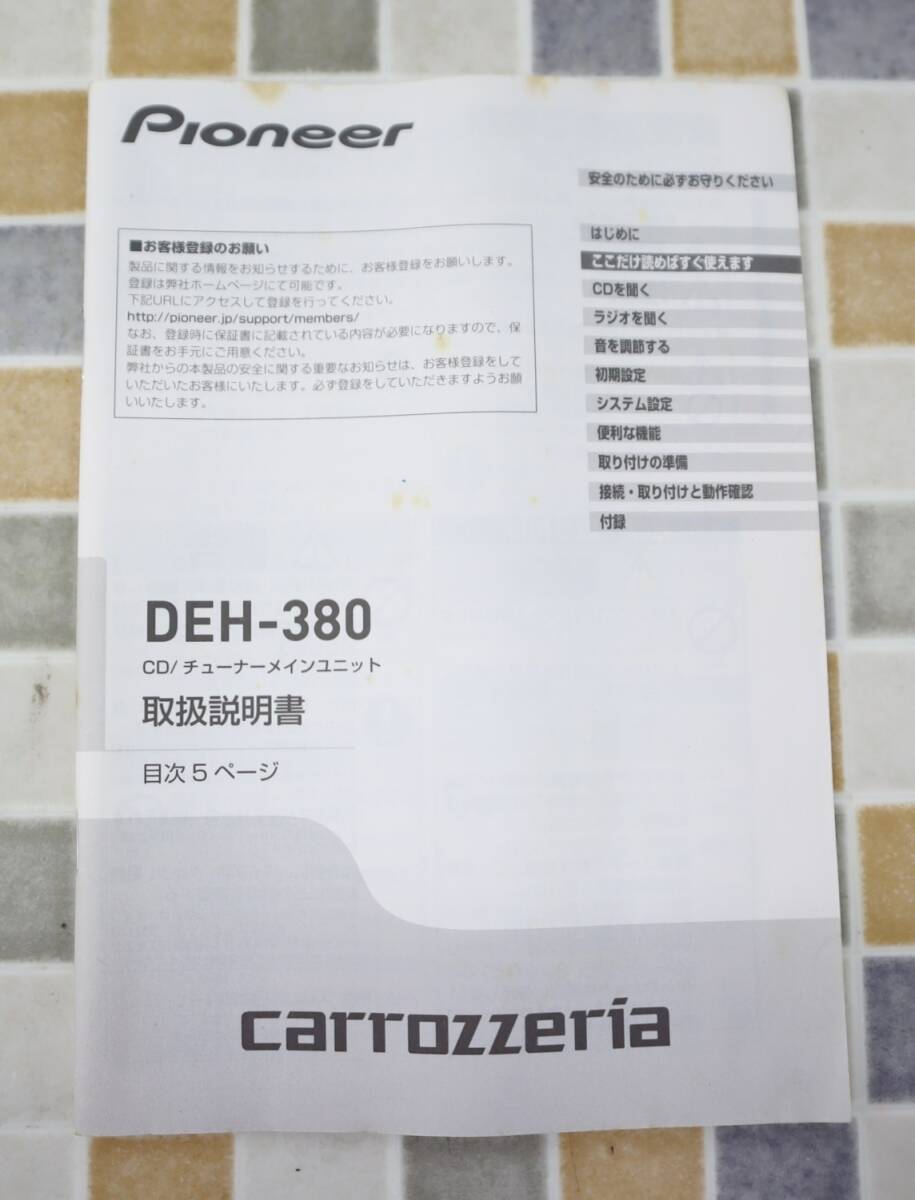 Pioneer
安全のために必ずお守りください
■お客様登録のお願い
製品に関する情報をお知らせするために、お客様登録をお願いします。
登録は弊社ホームページにて可能です。
下記URLにアクセスして登録を行ってください。
http://pioneer.jp/support/members/
なお、登録時に保証書に記載されている内容が必要になりますので、保
証書をお手元にご用意ください。
弊社からの本製品の安全に関する重要なお知らせは、お客様登録をして
いただいたお客様にいたします。必ず登録をしていただきますようお願
いいたします。
はじめに
ここだけ読めばすぐ使えます
CDを聞く
ラジオを聞く
音を調節する
初期設定
システム設定
便利な機能
取り付けの準備
接続・取り付けと動作確認
付録
DEH-380
CD/ チューナーメインユニット
取扱説明書
目次 5 ページ
carrozzeria